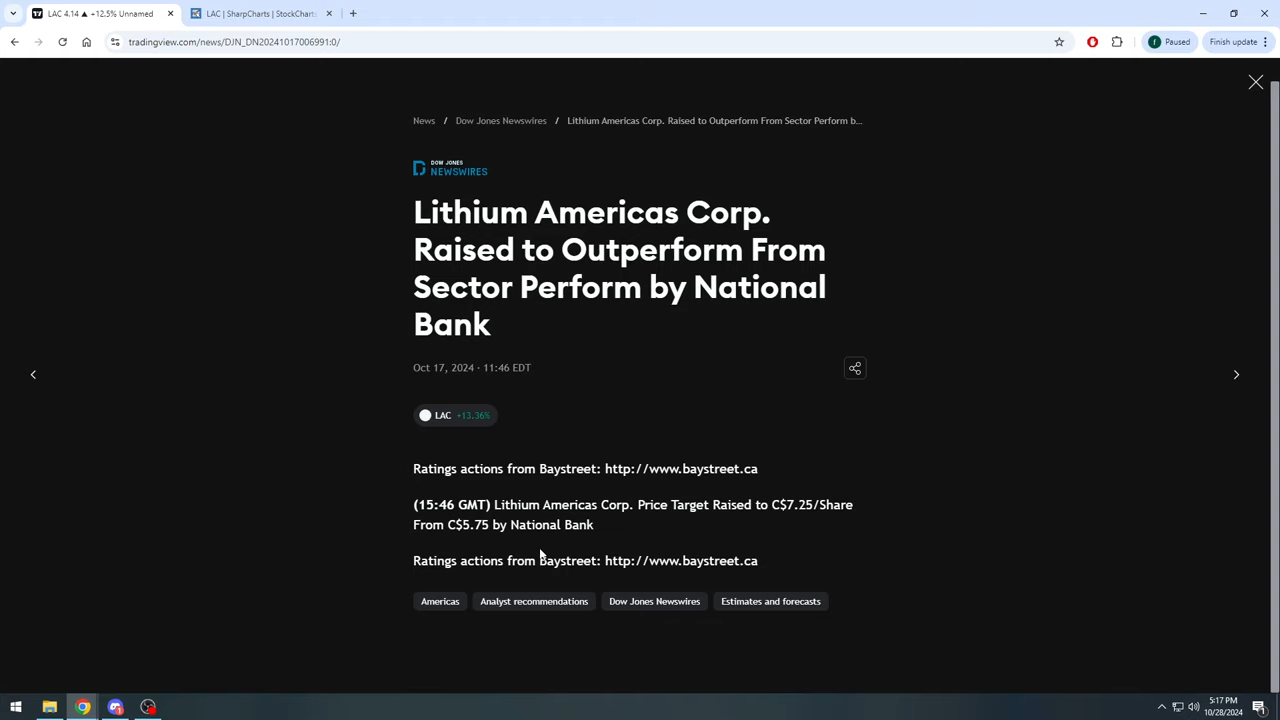 LAC 4.14 ▲ +12.5% Unnamed
LAC | SharpCharts | StockChart
tradingview.com/news/DJN_DN20241017006991:0/
f Paused
Finish update
News / Dow Jones Newswires / Lithium Americas Corp. Raised to Outperform From Sector Perform b...
DOW JONES
NEWSWIRES
Lithium Americas Corp.
Raised to Outperform From
Sector Perform by National
Bank
Oct 17, 2024 · 11:46 EDT
LAC +13.36%
Ratings actions from Baystreet: http://www.baystreet.ca
(15:46 GMT) Lithium Americas Corp. Price Target Raised to C$7.25/Share
From C$5.75 by National Bank
Ratings actions from Baystreet: http://www.baystreet.ca
Americas Analyst recommendations Dow Jones Newswires Estimates and forecasts
5:17 PM
10/28/2024